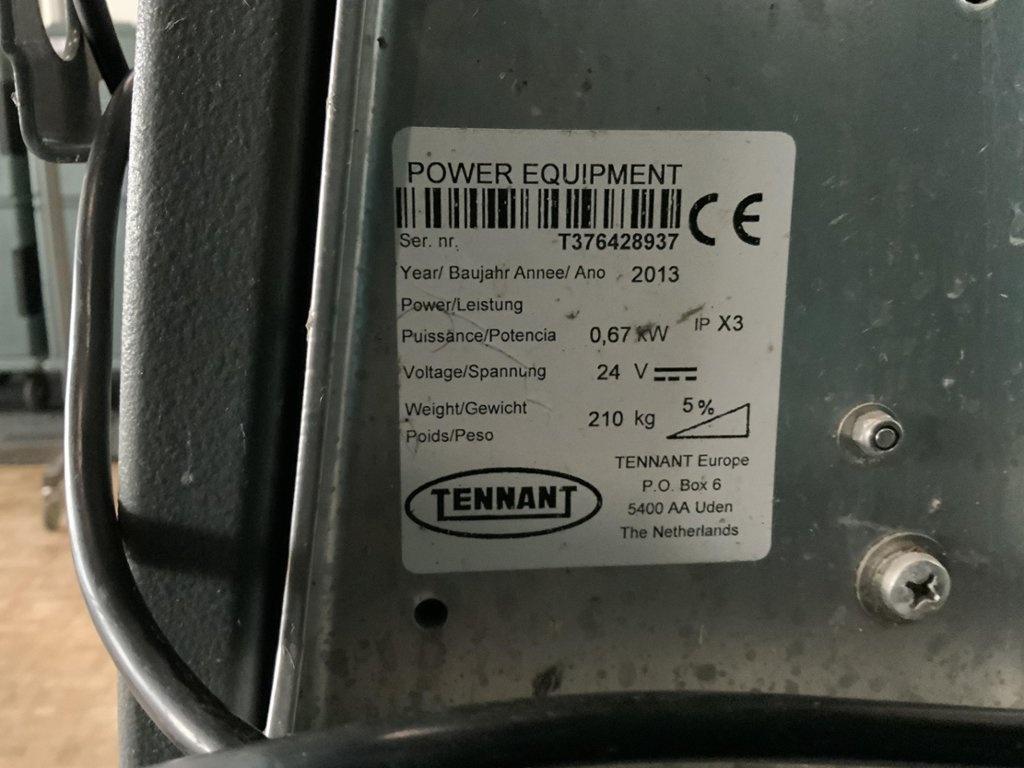 POWER EQUIPMENT
CE
Ser. nr. T376428937
Year/ Baujahr Annee/ Ano 2013
Power/Leistung
Puissance/Potencia 0,67 kW IP X3
Voltage/Spannung 24 V
Weight/Gewicht
Poids/Peso 210 kg 5%
TENNANT
TENNANT Europe
P.O. Box 6
5400 AA Uden
The Netherlands